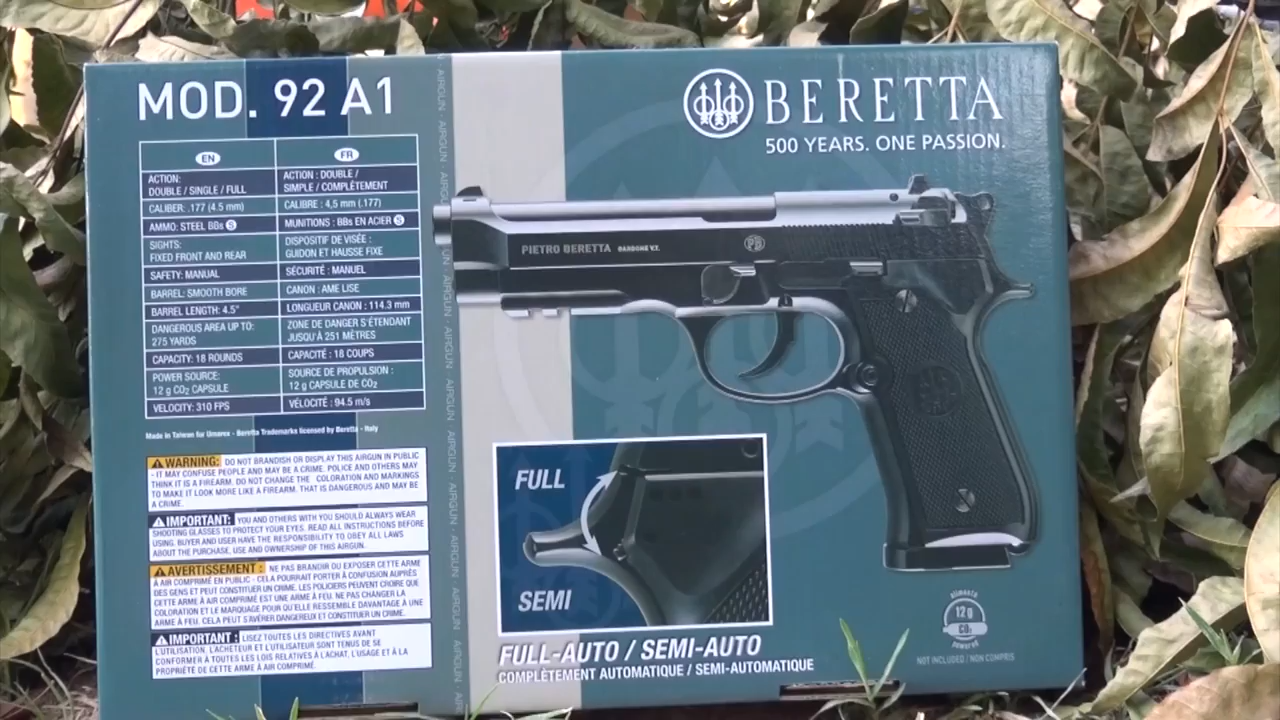 MOD. 92 A1
EN FR
ACTION: DOUBLE / SINGLE / FULL
ACTION : DOUBLE / SIMPLE / COMPLÈTEMENT
CALIBER: .177 (4.5 mm)
CALIBRE : 4,5 mm (.177)
AMMO: STEEL BBs S
MUNITIONS : BBs EN ACIER S
SIGHTS: FIXED FRONT AND REAR
DISPOSITIF DE VISÉE : GUIDON ET HAUSSE FIXE
SAFETY: MANUAL
SÉCURITÉ : MANUEL
BARREL: SMOOTH BORE
CANON : AME LISE
BARREL LENGTH: 4.5"
LONGUEUR CANON : 114.3 mm
DANGEROUS AREA UP TO: 275 YARDS
ZONE DE DANGER S'ÉTENDANT JUSQU'À 251 MÈTRES
CAPACITY: 18 ROUNDS
CAPACITÉ : 18 COUPS
POWER SOURCE: 12 g CO₂ CAPSULE
SOURCE DE PROPULSION : 12 g CAPSULE DE CO₂
VELOCITY: 310 FPS
VÉLOCITÉ : 94.5 m/s
Made in Taiwan for Umarex - Beretta Trademarks licensed by Beretta - Italy
WARNING: DO NOT BRANDISH OR DISPLAY THIS AIRGUN IN PUBLIC
- IT MAY CONFUSE PEOPLE AND MAY BE A CRIME. POLICE AND OTHERS MAY
THINK IT IS A FIREARM. DO NOT CHANGE THE COLORATION AND MARKINGS
TO MAKE IT LOOK MORE LIKE A FIREARM. THAT IS DANGEROUS AND MAY BE
A CRIME.
IMPORTANT: YOU AND OTHERS WITH YOU SHOULD ALWAYS WEAR
SHOOTING GLASSES TO PROTECT YOUR EYES. READ ALL INSTRUCTIONS BEFORE
USING. BUYER AND USER HAVE THE RESPONSIBILITY TO OBEY ALL LAWS
ABOUT THE PURCHASE, USE AND OWNERSHIP OF THIS AIRGUN.
AVERTISSEMENT : NE PAS BRANDIR OU EXPOSER CETTE ARME
À AIR COMPRIMÉ EN PUBLIC - CELA POURRAIT PORTER À CONFUSION AUPRÈS
DES GENS ET PEUT CONSTITUER UN CRIME. LES POLICIERS PEUVENT CROIRE QUE
CETTE ARME À AIR COMPRIMÉ EST UNE ARME À FEU. NE PAS CHANGER LA
COLORATION ET LE MARQUAGE POUR QU'ELLE RESSEMBLE DAVANTAGE À UNE
ARME À FEU. CELA PEUT S'AVÉRER DANGEREUX ET CONSTITUER UN CRIME.
IMPORTANT : LISEZ TOUTES LES DIRECTIVES AVANT
L'UTILISATION. L'ACHETEUR ET L'UTILISATEUR SONT TENUS DE SE
CONFORMER À TOUTES LES LOIS RELATIVES À L'ACHAT, L'USAGE ET À LA
PROPRIÉTÉ DE CETTE ARME À AIR COMPRIMÉ.
AIRGUN · AIRGUN · AIRGUN · AIRGUN · AIRGUN · AIRGUN · AIRGUN · AIRGUN
BERETTA
500 YEARS. ONE PASSION.
PIETRO BERETTA GARDONE V.T.
PB
FULL
SEMI
FULL-AUTO / SEMI-AUTO
COMPLÈTEMENT AUTOMATIQUE / SEMI-AUTOMATIQUE
12 g
CO₂
NOT INCLUDED / NON COMPRIS